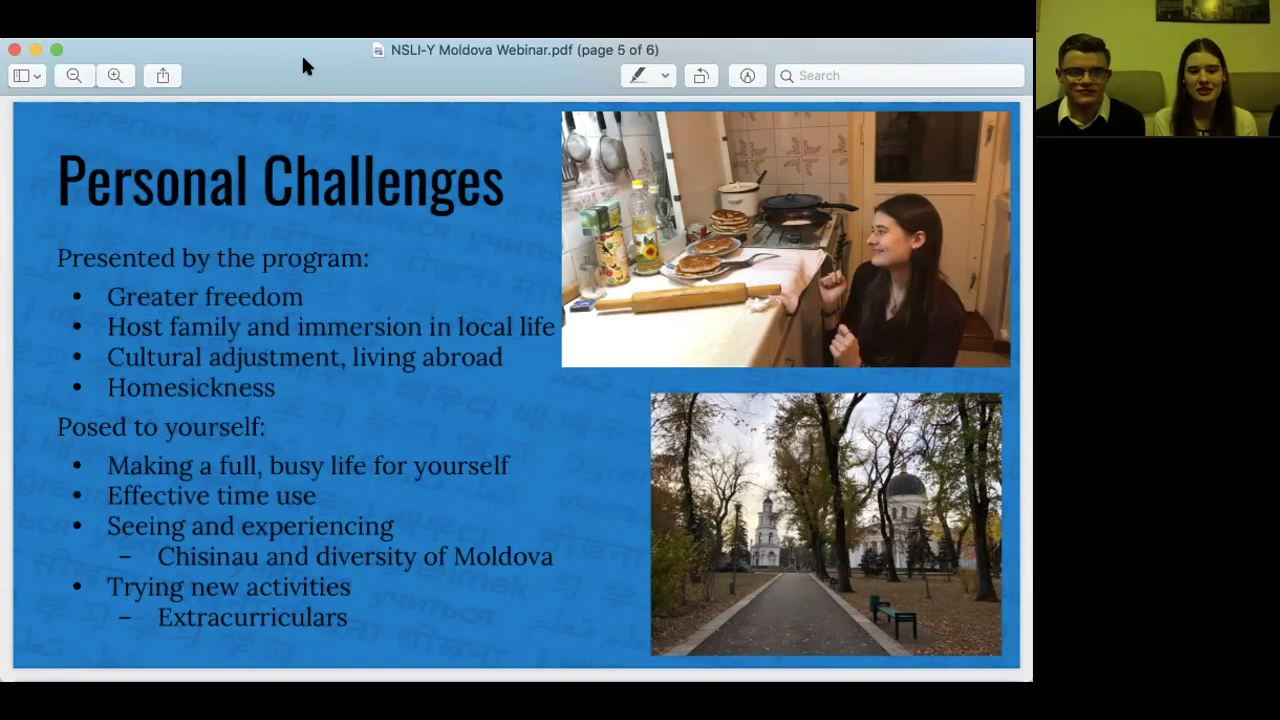 NSLI-Y Moldova Webinar.pdf (page 5 of 6)
Search
Personal Challenges
Presented by the program:
• Greater freedom
• Host family and immersion in local life
• Cultural adjustment, living abroad
• Homesickness
Posed to yourself:
• Making a full, busy life for yourself
• Effective time use
• Seeing and experiencing
– Chisinau and diversity of Moldova
• Trying new activities
– Extracurriculars